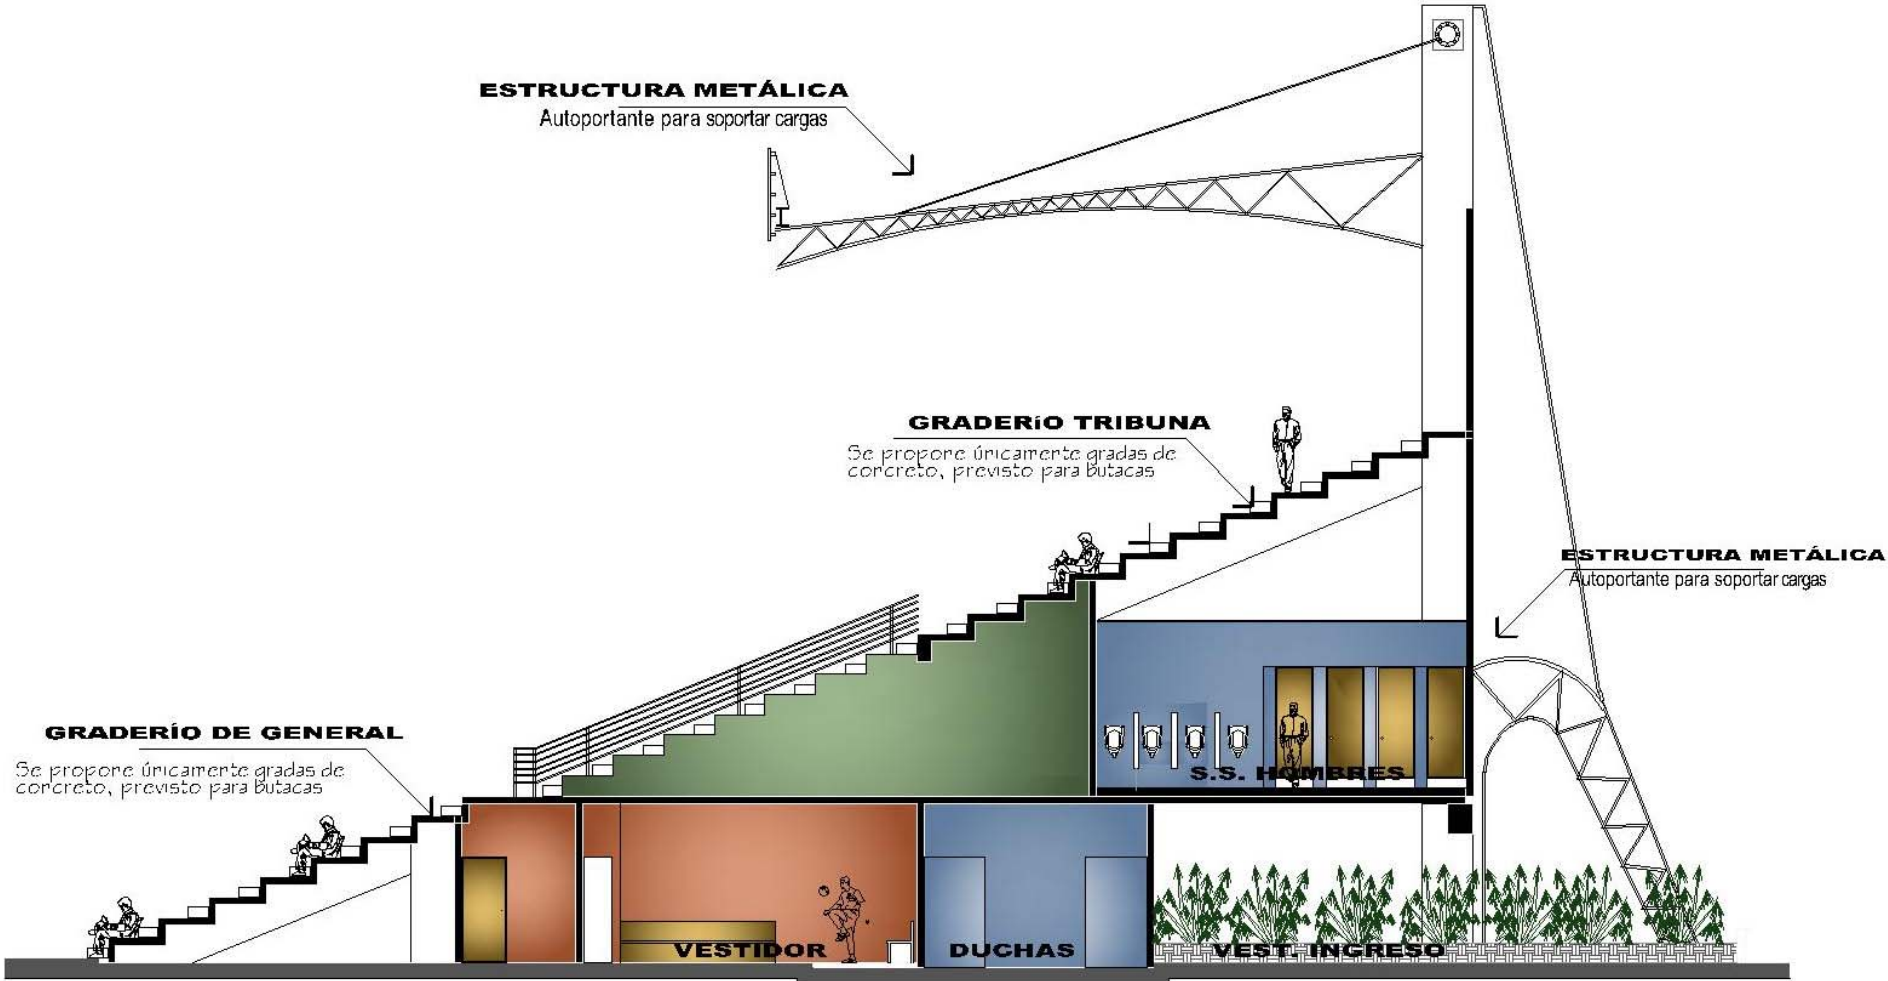 ESTRUCTURA METÁLICA
Autoportante para soportar cargas
GRADERíO TRIBUNA
Se propone únicamente gradas de
concreto, previsto para butacas
ESTRUCTURA METÁLICA
Autoportante para soportar cargas
GRADERÍO DE GENERAL
Se propone únicamente gradas de
concreto, previsto para butacas
S.S. HOMBRES
VESTIDOR
DUCHAS
VEST. INGRESO